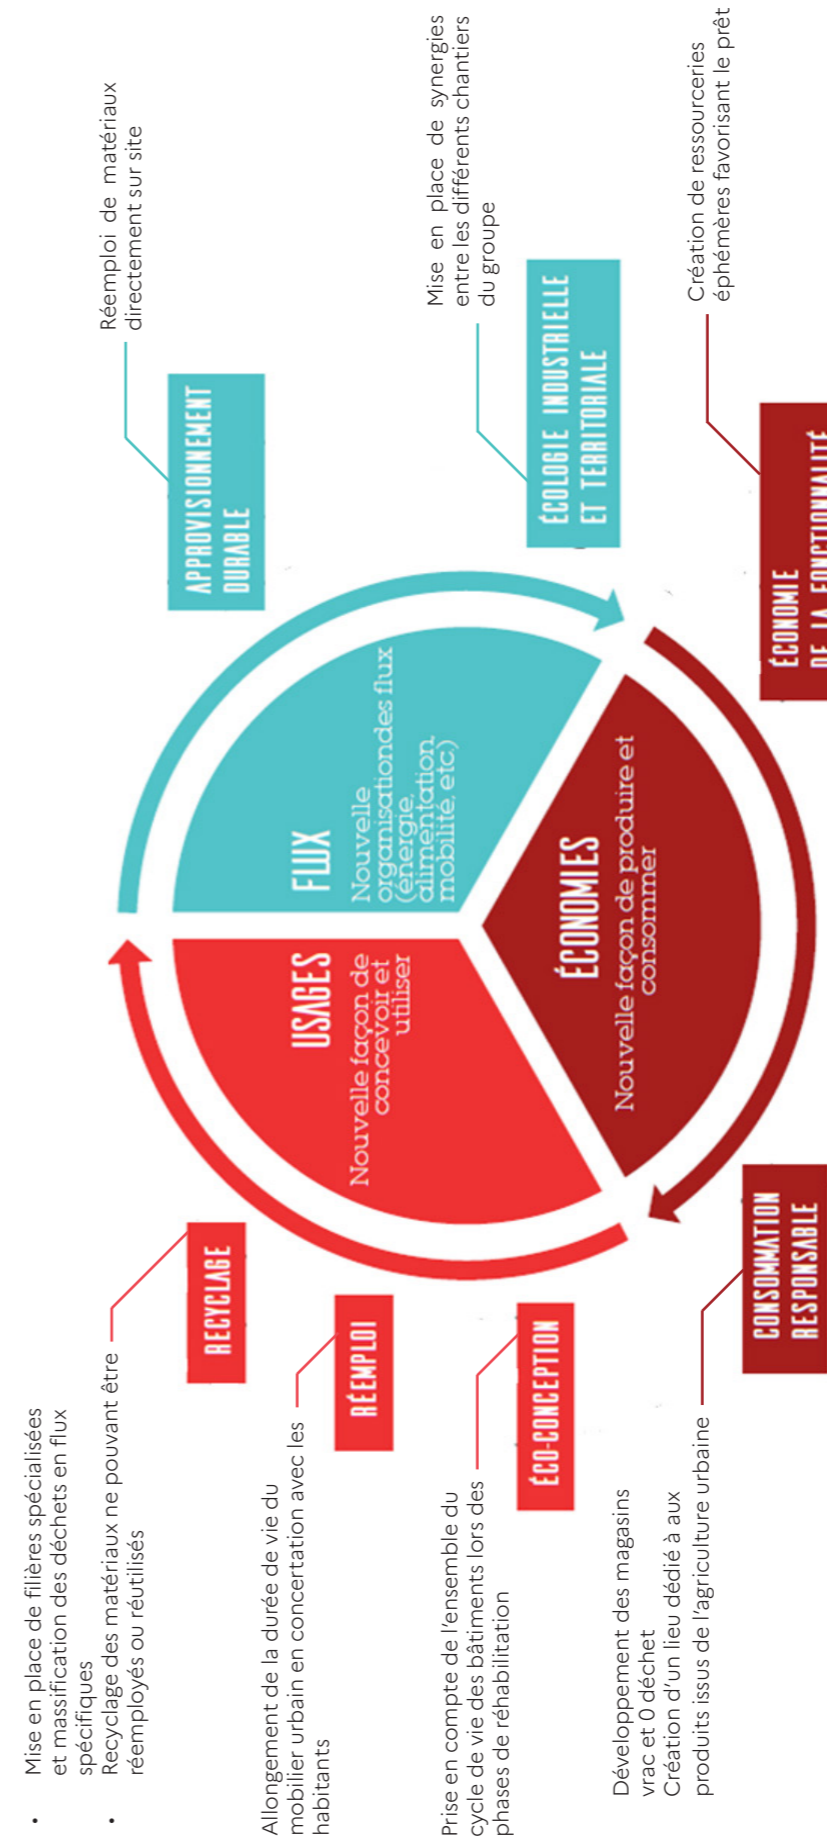 • Mise en place de filières spécialisées
et massification des déchets en flux
spécifiques
• Recyclage des matériaux ne pouvant être
réemployés ou réutilisés
RECYCLAGE
Allongement de la durée de vie du
mobilier urbain en concertation avec les
habitants
RÉEMPLOI
Prise en compte de l'ensemble du
cycle de vie des bâtiments lors des
phases de réhabilitation
ÉCO-CONCEPTION
Développement des magasins
vrac et 0 déchet
Création d'un lieu dédié à aux
produits issus de l'agriculture urbaine
CONSOMMATION
RESPONSABLE
USAGES
Nouvelle façon de
concevoir et
utiliser
FLUX
Nouvelle
organisationdes flux
(énergie,
alimentation,
mobilité, etc.)
ÉCONOMIES
Nouvelle façon de produire et
consommer
Réemploi de matériaux
directement sur site
APPROVISIONNEMENT
DURABLE
Mise en place de synergies
entre les différents chantiers
du groupe
ÉCOLOGIE INDUSTRIELLE
ET TERRITORIALE
Création de ressourceries
éphémères favorisant le prêt
ÉCONOMIE
DE LA FONCTIONNALITÉ